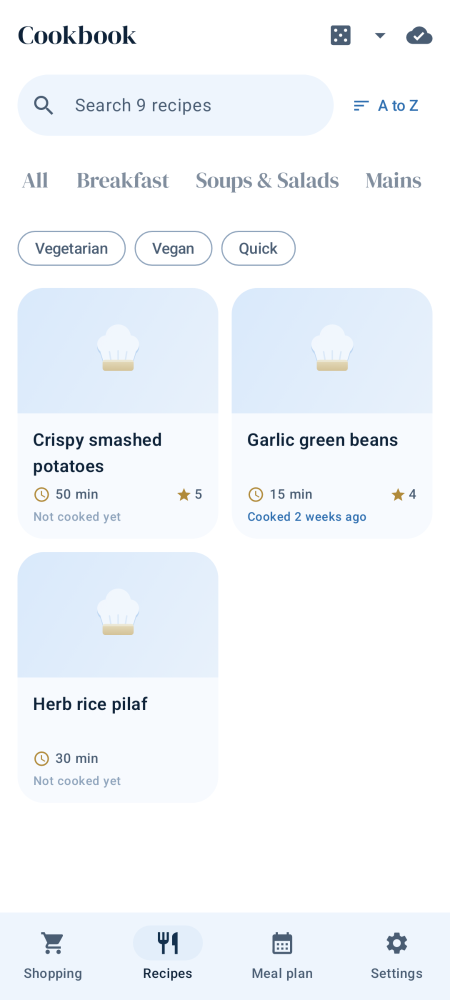 Cookbook
Search 9 recipes
A to Z
All Breakfast Soups & Salads Mains
Vegetarian Vegan Quick
Crispy smashed
potatoes
50 min 5
Not cooked yet
Garlic green beans
15 min 4
Cooked 2 weeks ago
Herb rice pilaf
30 min
Not cooked yet
Shopping Recipes Meal plan Settings